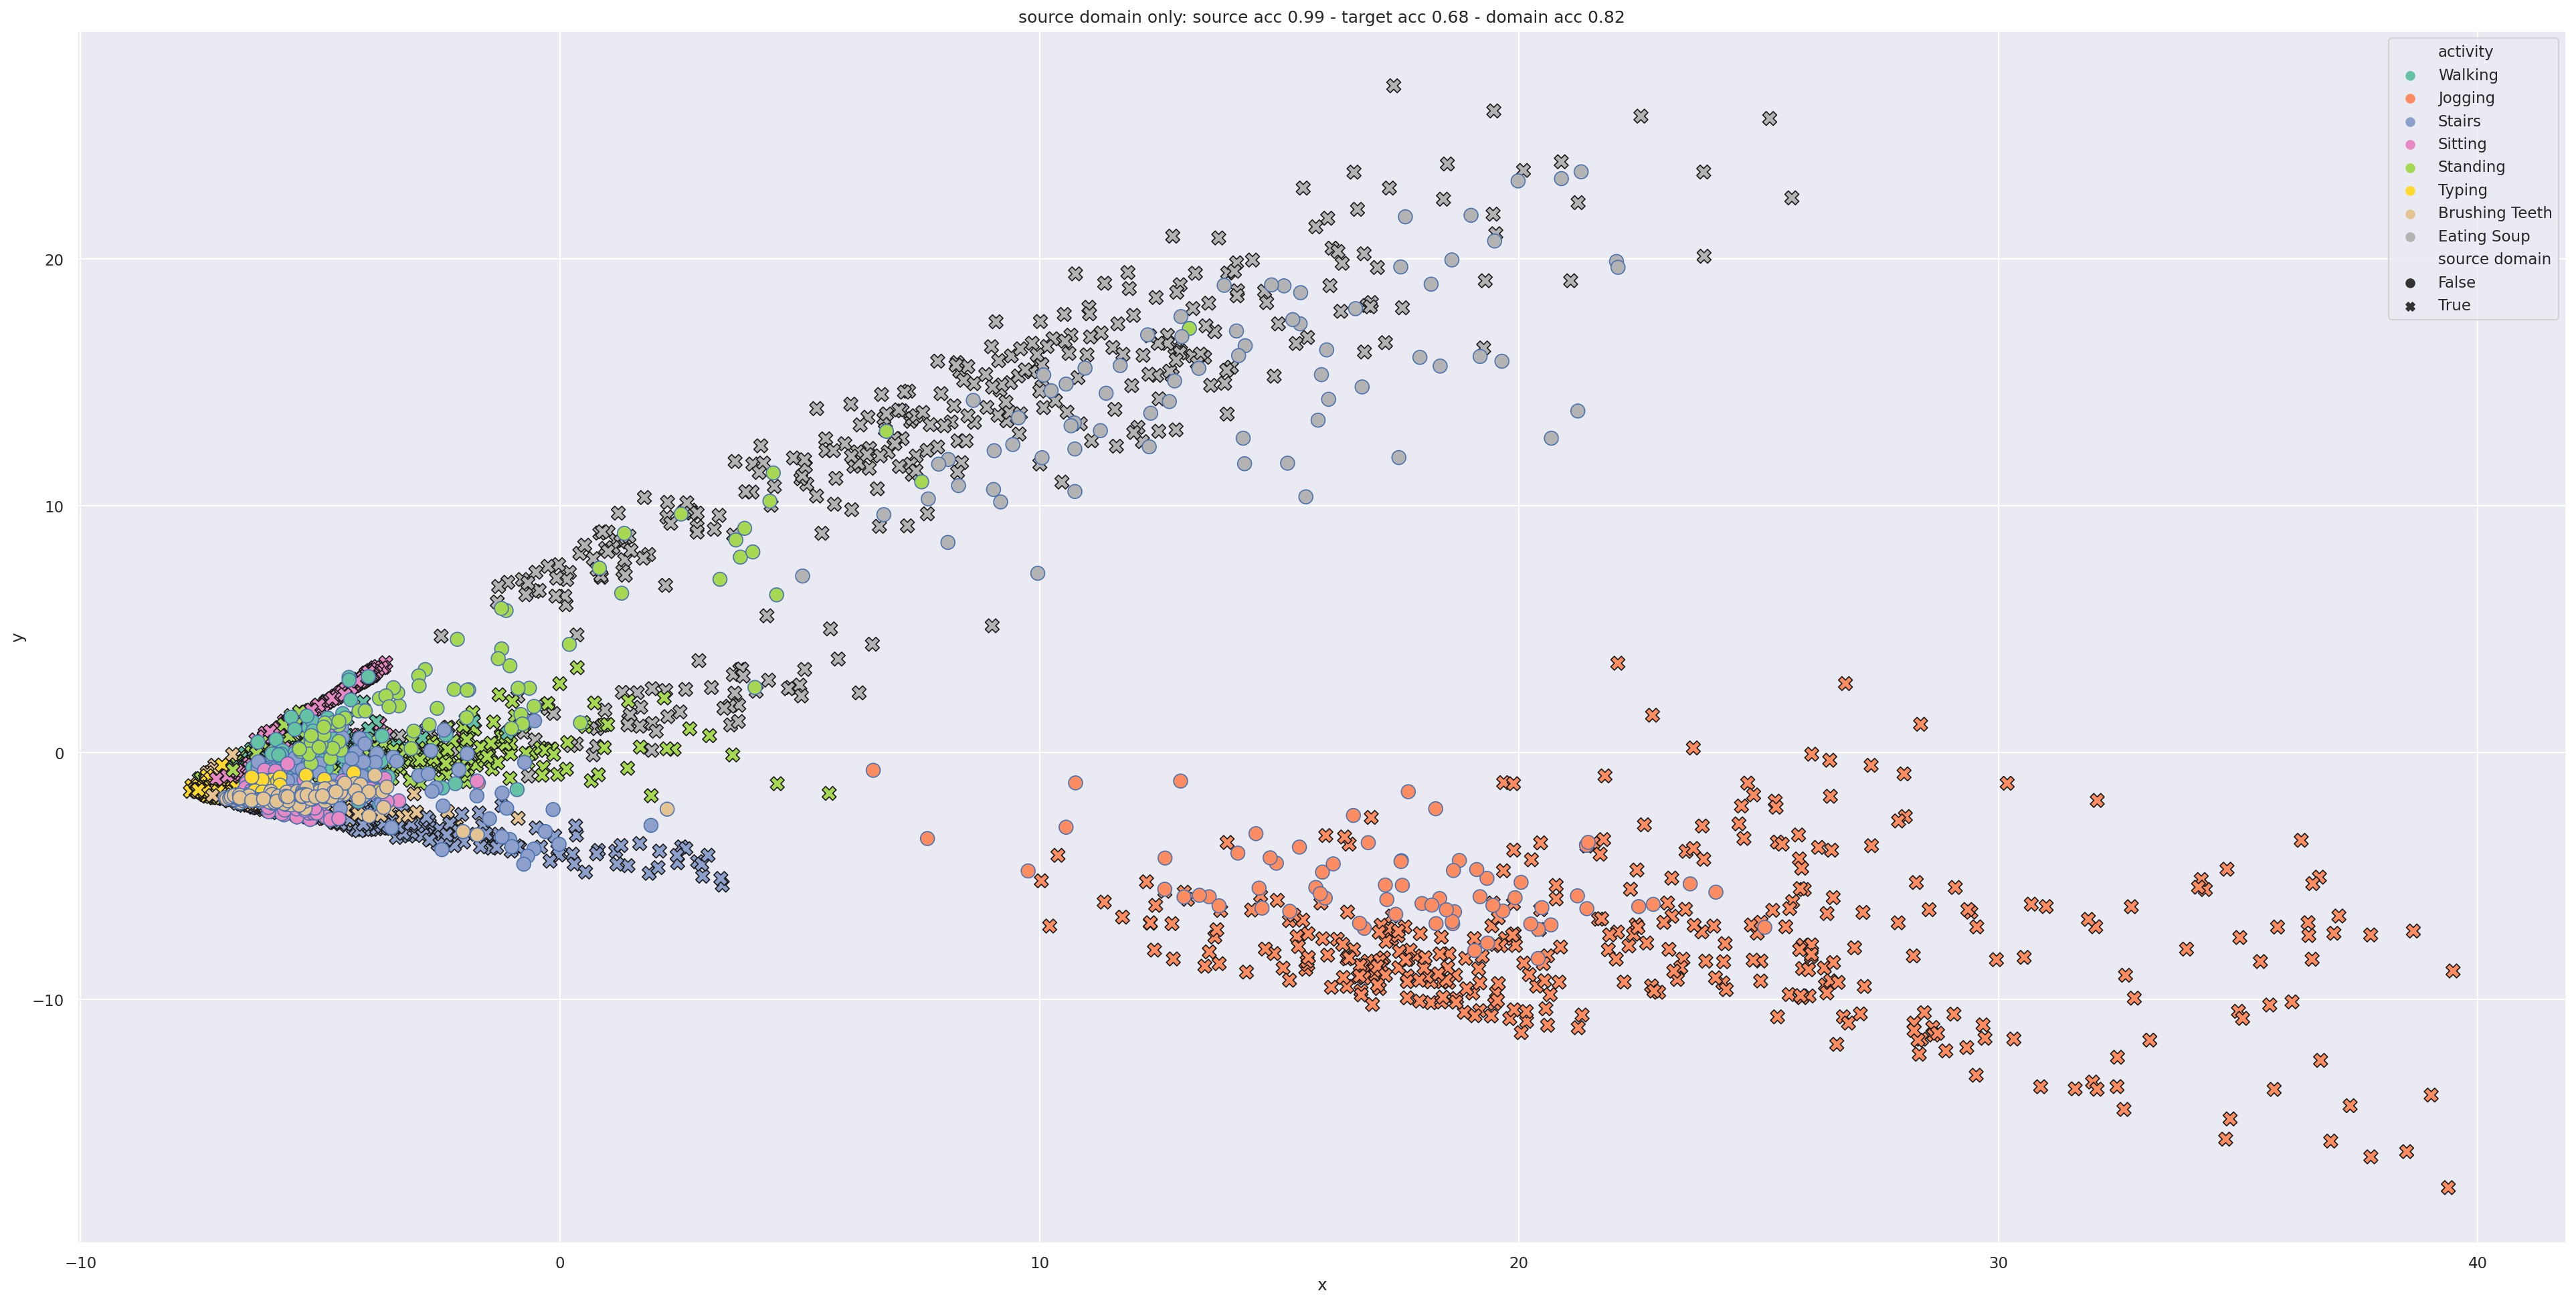 source domain only: source acc 0.99 - target acc 0.68 - domain acc 0.82
activity
Walking
Jogging
Stairs
Sitting
Standing
Typing
Brushing Teeth
Eating Soup
source domain
False
True
20
10
0
−10
y
−10 0 10 20 30 40
x